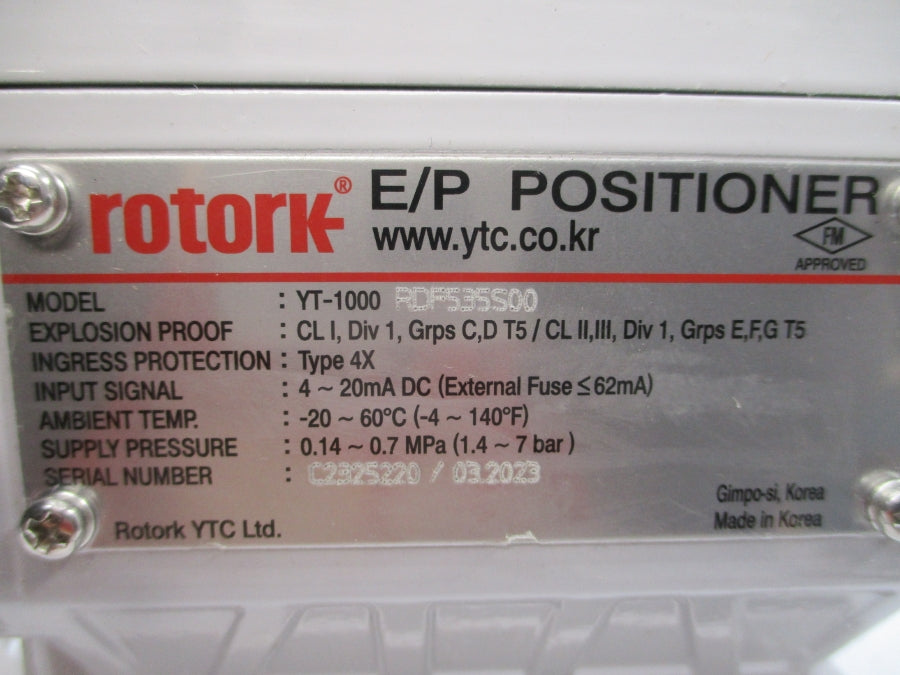 rotork® E/P POSITIONER
www.ytc.co.kr
FM
APPROVED
MODEL : YT-1000 RDF535S00
EXPLOSION PROOF : CL I, Div 1, Grps C,D T5 / CL II,III, Div 1, Grps E,F,G T5
INGRESS PROTECTION : Type 4X
INPUT SIGNAL : 4 ~ 20mA DC (External Fuse ≤ 62mA)
AMBIENT TEMP. : -20 ~ 60°C (-4 ~ 140°F)
SUPPLY PRESSURE : 0.14 ~ 0.7 MPa (1.4 ~ 7 bar)
SERIAL NUMBER : C2325220 / 03.2023
Gimpo-si, Korea
Rotork YTC Ltd. Made in Korea